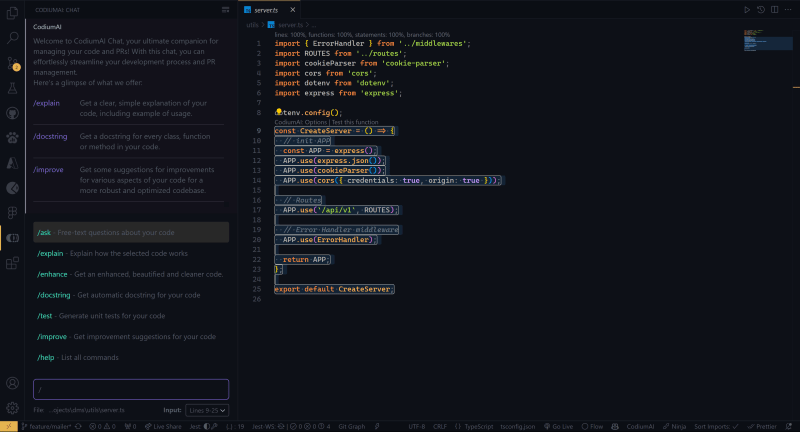 CODIUMAI CHAT
CodiumAI
Welcome to CodiumAI Chat, your ultimate companion for
managing your code and PRs! With this chat, you can
effortlessly streamline your development process and PR
management.
Here's a glimpse of what we offer:
/explain
Get a clear, simple explanation of your
code, including example of usage.
/docstring
Get a docstring for every class, function
or method in your code.
/improve
Get some suggestions for improvements
for various aspects of your code for a
more robust and optimized codebase.
/ask - Free-text questions about your code
/explain - Explain how the selected code works
/enhance - Get an enhanced, beautified and cleaner code
/docstring - Get automatic docstring for your code
/test - Generate unit tests for your code
/improve - Get improvement suggestions for your code
/help - List all commands
/
Input: Lines 9-25
server.ts
utils > server.ts > ...
lines: 100%, functions: 100%, statements: 100%, branches: 100%
1 import { ErrorHandler } from '../middlewares';
2 import ROUTES from '../routes';
3 import cookieParser from 'cookie-parser';
4 import cors from 'cors';
5 import dotenv from 'dotenv';
6 import express from 'express';
7
8 otenv.config();
CodiumAI: Options | Test this function
9 const CreateServer = () => {
10 // init APP
11 const APP = express();
12 APP.use(express.json());
13 APP.use(cookieParser());
14 APP.use(cors({ credentials: true, origin: true }));
15
16 // Routes
17 APP.use('/api/v1', ROUTES);
18
19 // Error Handler middleware
20 APP.use(ErrorHandler);
21
22 return APP;
23 };
24
25 export default CreateServer;
26
feature/mailer* 0 0 0 Live Share Jest: Jest-WS: 0 0 4 Git Graph UTF-8 CRLF {} TypeScript tsconfig.json Go Live Flow CodiumAI Ninja Sort Imports: Prettier